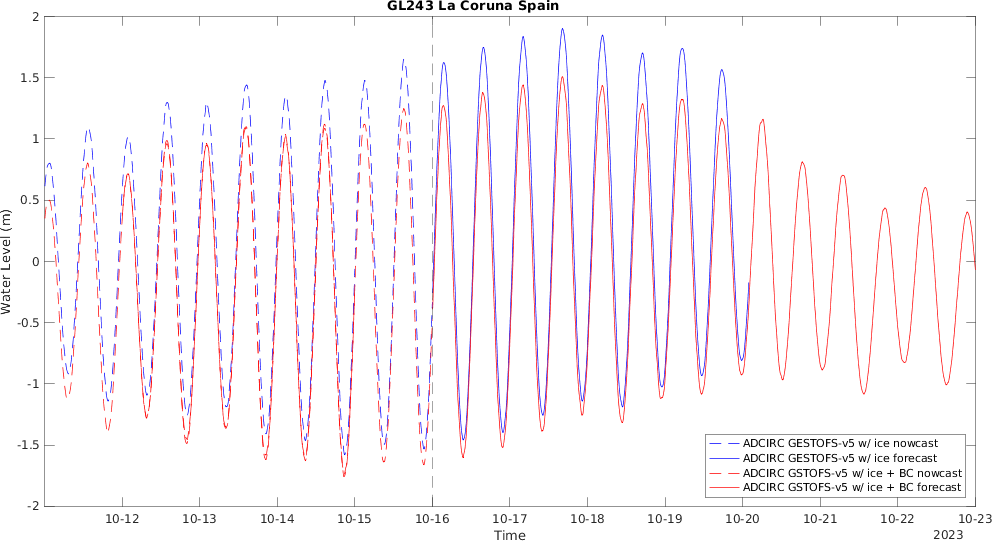 GL243 La Coruna Spain
2
1.5
1
0.5
0
-0.5
-1
-1.5
-2
Water Level (m)
ADCIRC GESTOFS-v5 w/ ice nowcast
ADCIRC GESTOFS-v5 w/ ice forecast
ADCIRC GSTOFS-v5 w/ ice + BC nowcast
ADCIRC GSTOFS-v5 w/ ice + BC forecast
10-12 10-13 10-14 10-15 10-16 10-17 10-18 10-19 10-20 10-21 10-22 10-23
Time
2023